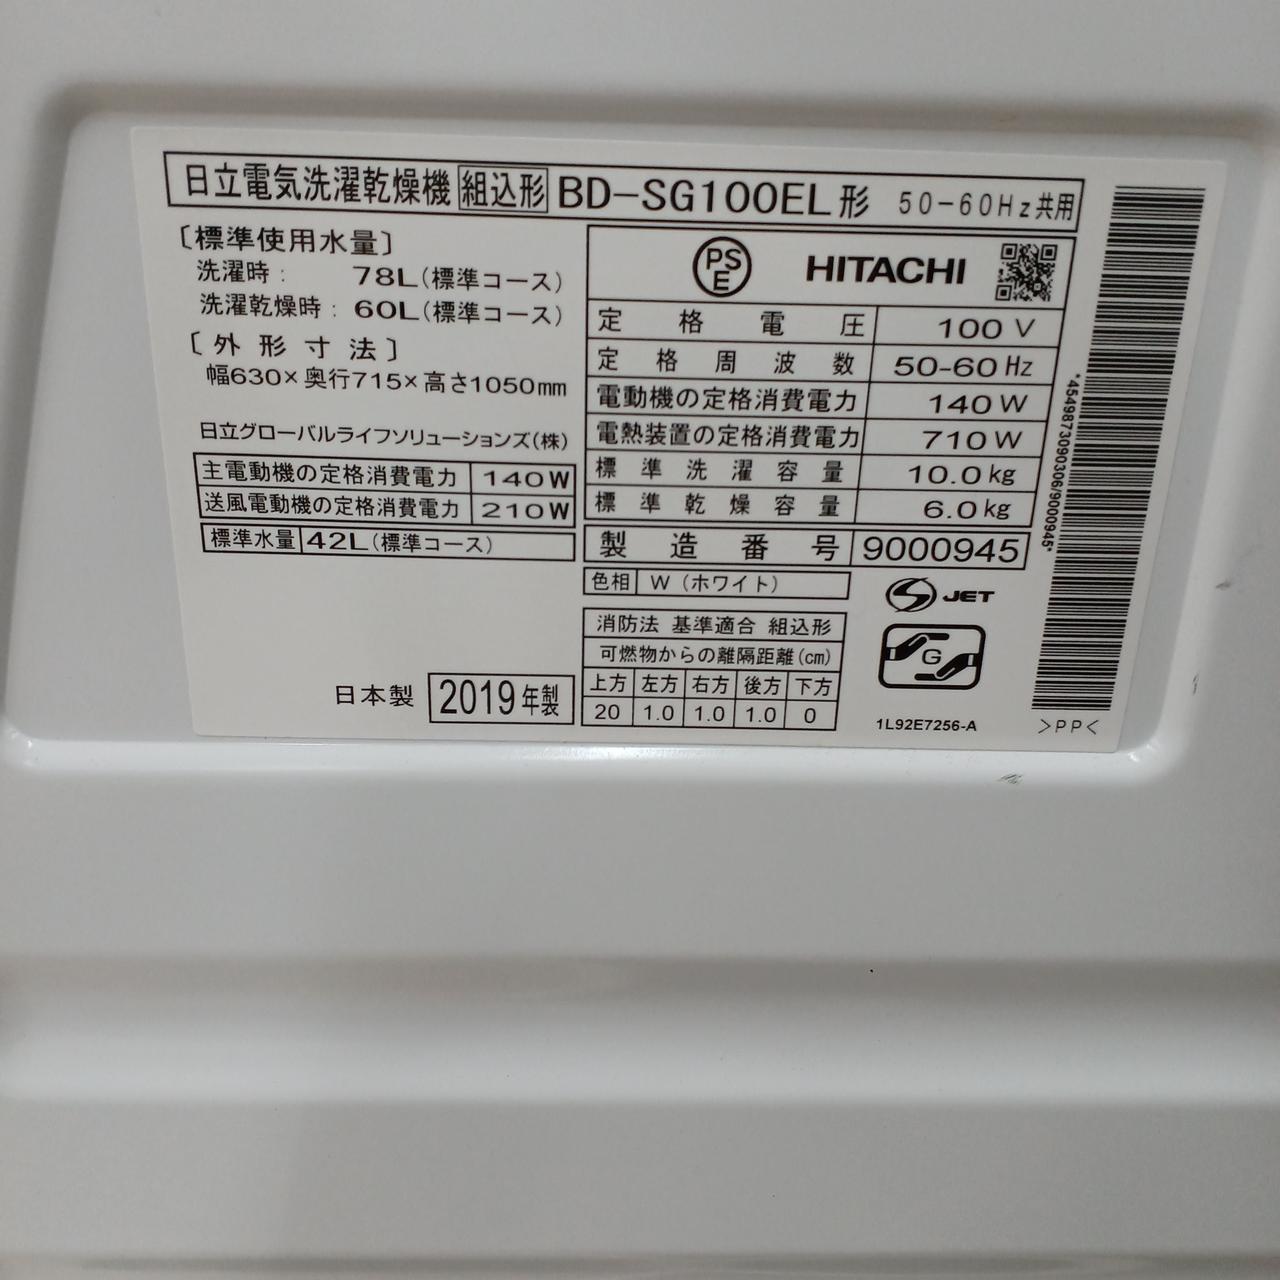 日立電気洗濯乾燥機 組込形 BD-SG100EL形 50-60Hz共用
〔標準使用水量〕
洗濯時: 78L(標準コース)
洗濯乾燥時: 60L(標準コース)
〔外形寸法〕
幅630×奥行715×高さ1050mm
日立グローバルライフソリューションズ(株)
主電動機の定格消費電力 140W
送風電動機の定格消費電力 210W
標準水量 42L(標準コース)
日本製 2019年製
PSE HITACHI
定格電圧 100V
定格周波数 50-60Hz
電動機の定格消費電力 140W
電熱装置の定格消費電力 710W
標準洗濯容量 10.0kg
標準乾燥容量 6.0kg
製造番号 9000945
色相 W(ホワイト)
消防法 基準適合 組込形
可燃物からの離隔距離(cm)
上方 左方 右方 後方 下方
20 1.0 1.0 1.0 0
S JET
G
1L92E7256-A
*4549873090306/9000945*
>PP<